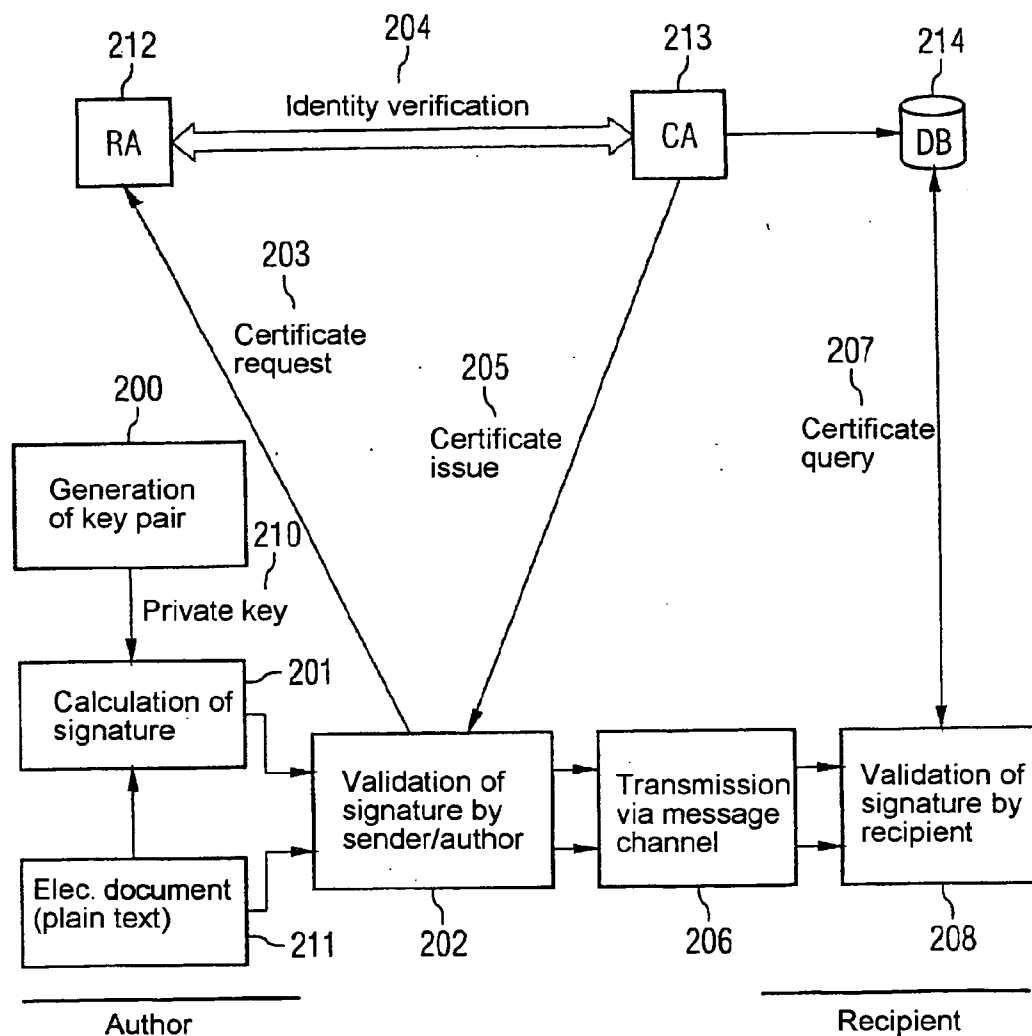 204
212
213
214
Identity verification
RA
CA
DB
203
Certificate
request
205
Certificate
issue
207
Certificate
query
200
Generation
of key pair
210
Private key
201
Calculation of
signature
Validation of
signature by
sender/author
Transmission
via message
channel
Validation of
signature by
recipient
Elec. document
(plain text)
211
202
206
208
Author
Recipient